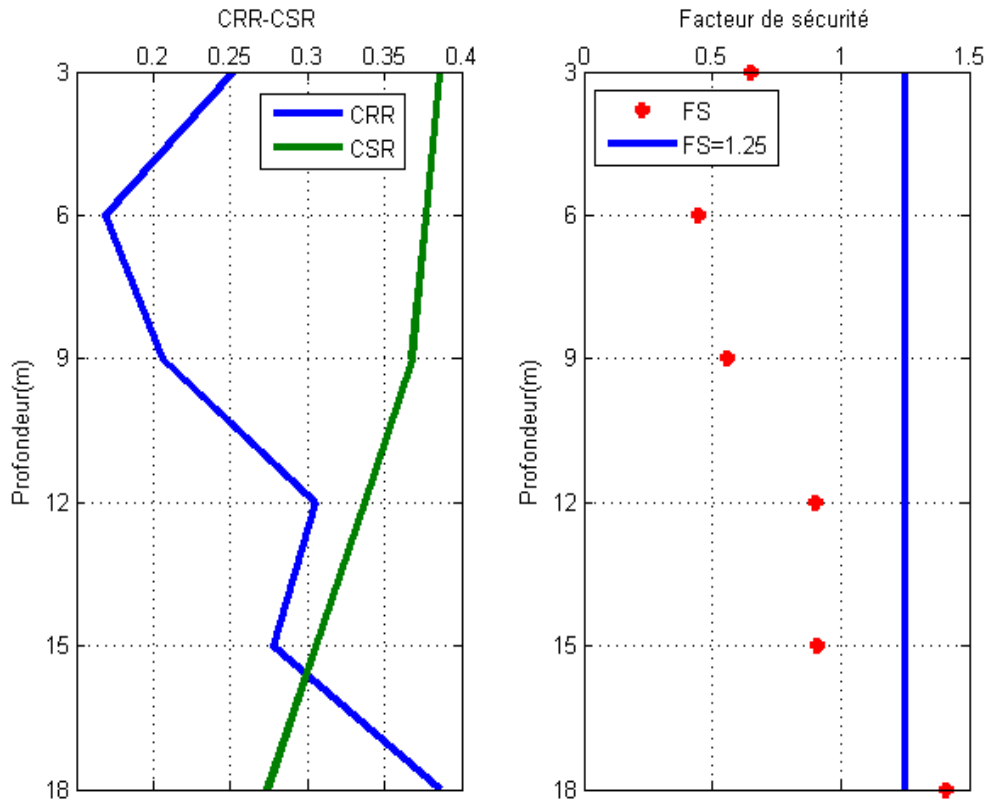 CRR-CSR
0.2 0.25 0.3 0.35 0.4
3
6
9
12
15
18
Profondeur(m)
CRR
CSR
Facteur de sécurité
0 0.5 1 1.5
3
6
9
12
15
18
Profondeur(m)
FS
FS=1.25